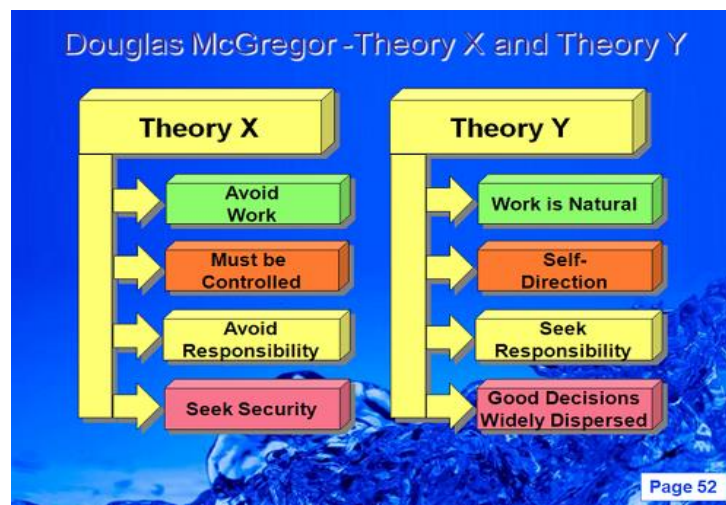 Douglas McGregor -Theory X and Theory Y
Theory X
Avoid
Work
Must be
Controlled
Avoid
Responsibility
Seek Security
Theory Y
Work is Natural
Self-
Direction
Seek
Responsibility
Good Decisions
Widely Dispersed
Page 52